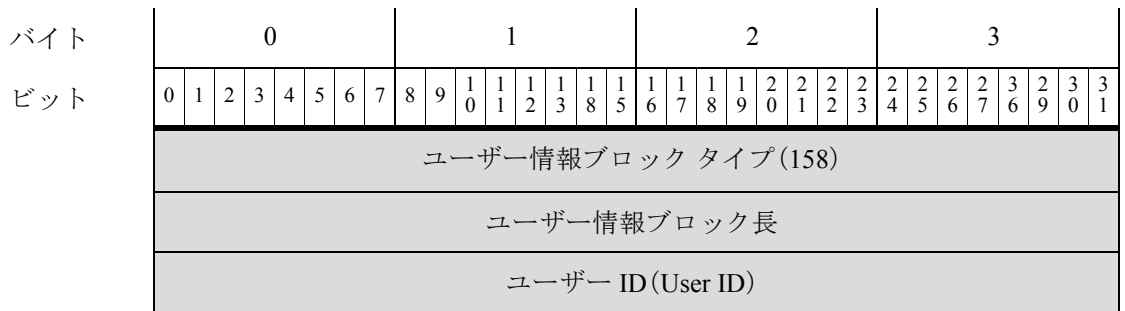 バイト 0 1 2 3
ビット 0 1 2 3 4 5 6 7 8 9 10 11 12 13 18 15 16 17 18 19 20 21 22 23 24 25 26 27 36 29 30 31
ユーザー情報ブロック タイプ(158)
ユーザー情報ブロック長
ユーザー ID(User ID)